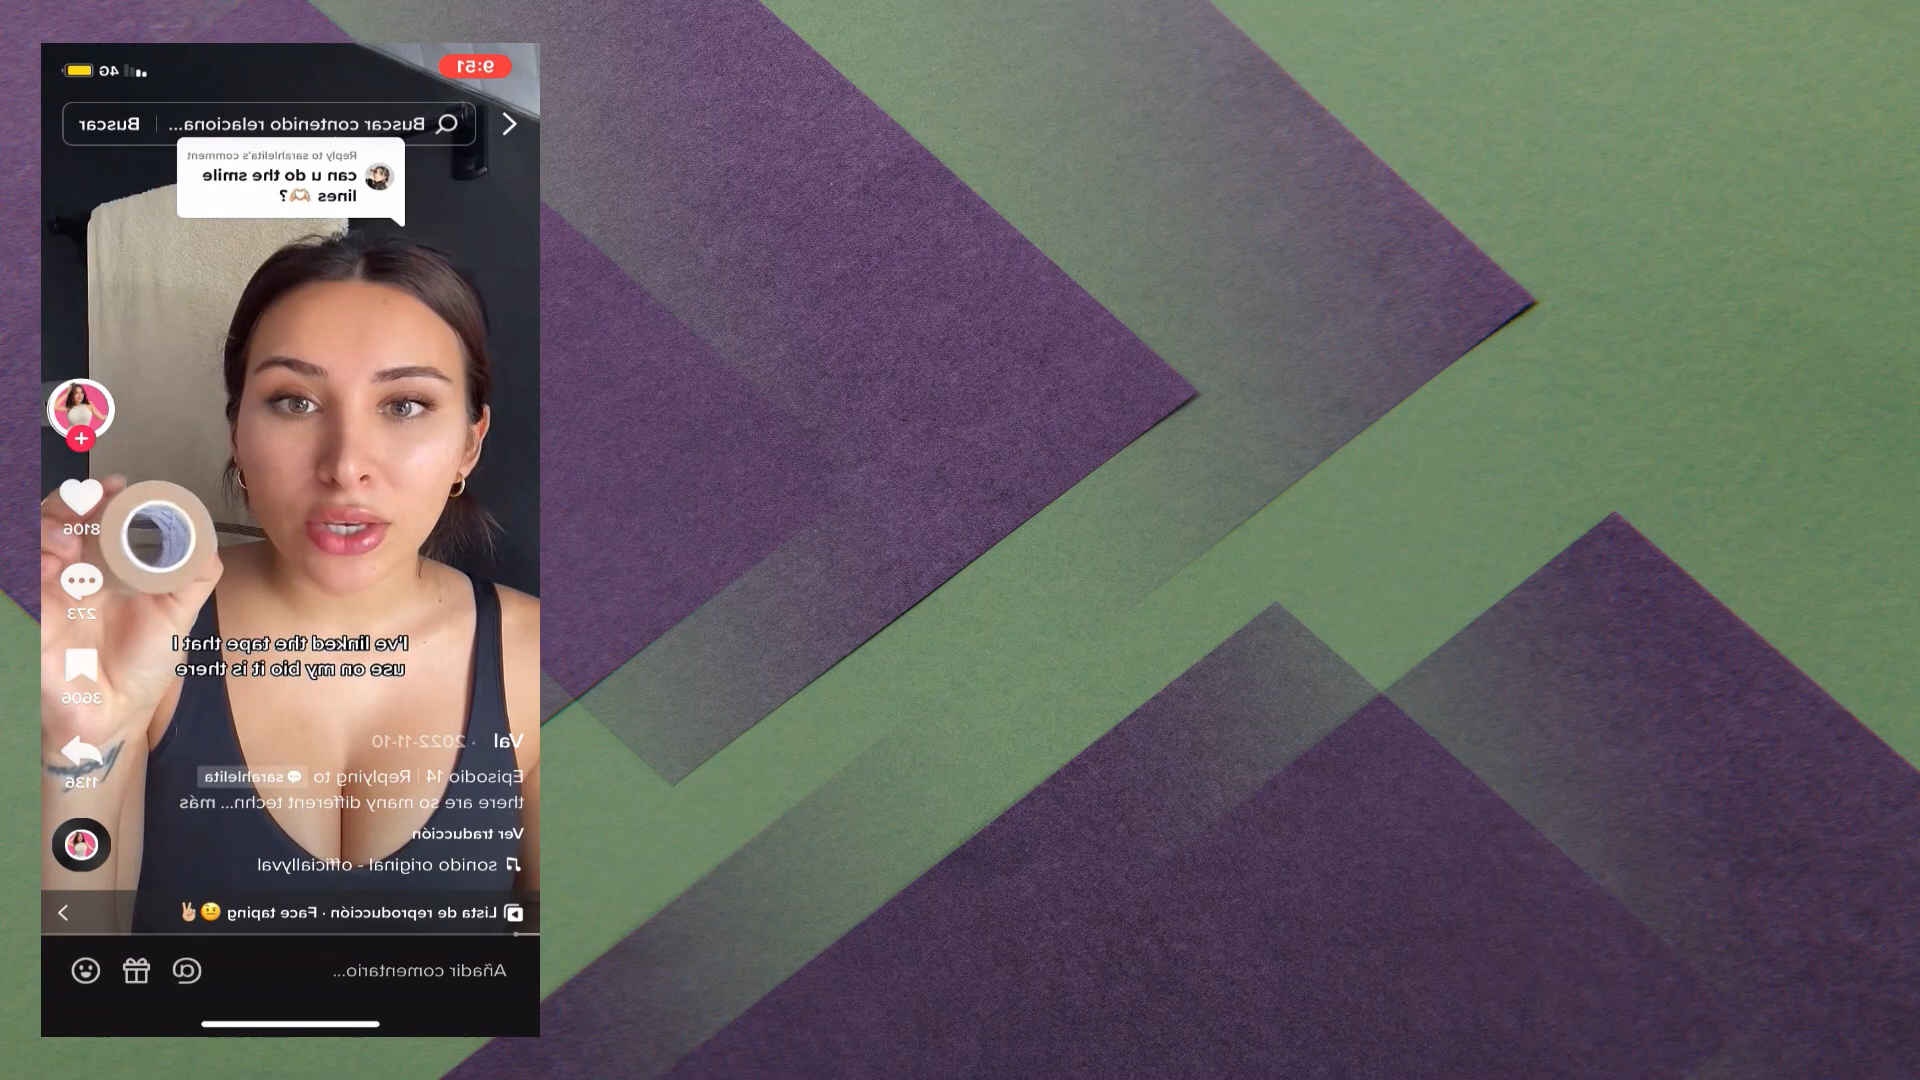 9:51
4G
Buscar contenido relaciona...
Buscar
Reply to sarahlelita's comment
can u do the smile
lines 🫶🏼?
8106
273
3606
1136
I've linked the tape that I
use on my bio it is there
Val · 2022-11-10
Episodio 14 | Replying to 💬 sarahlelita
there are so many different techn... más
Ver traducción
sonido original - officiallyval
Lista de reproducción · Face taping 🤨✌🏼
Añadir comentario...